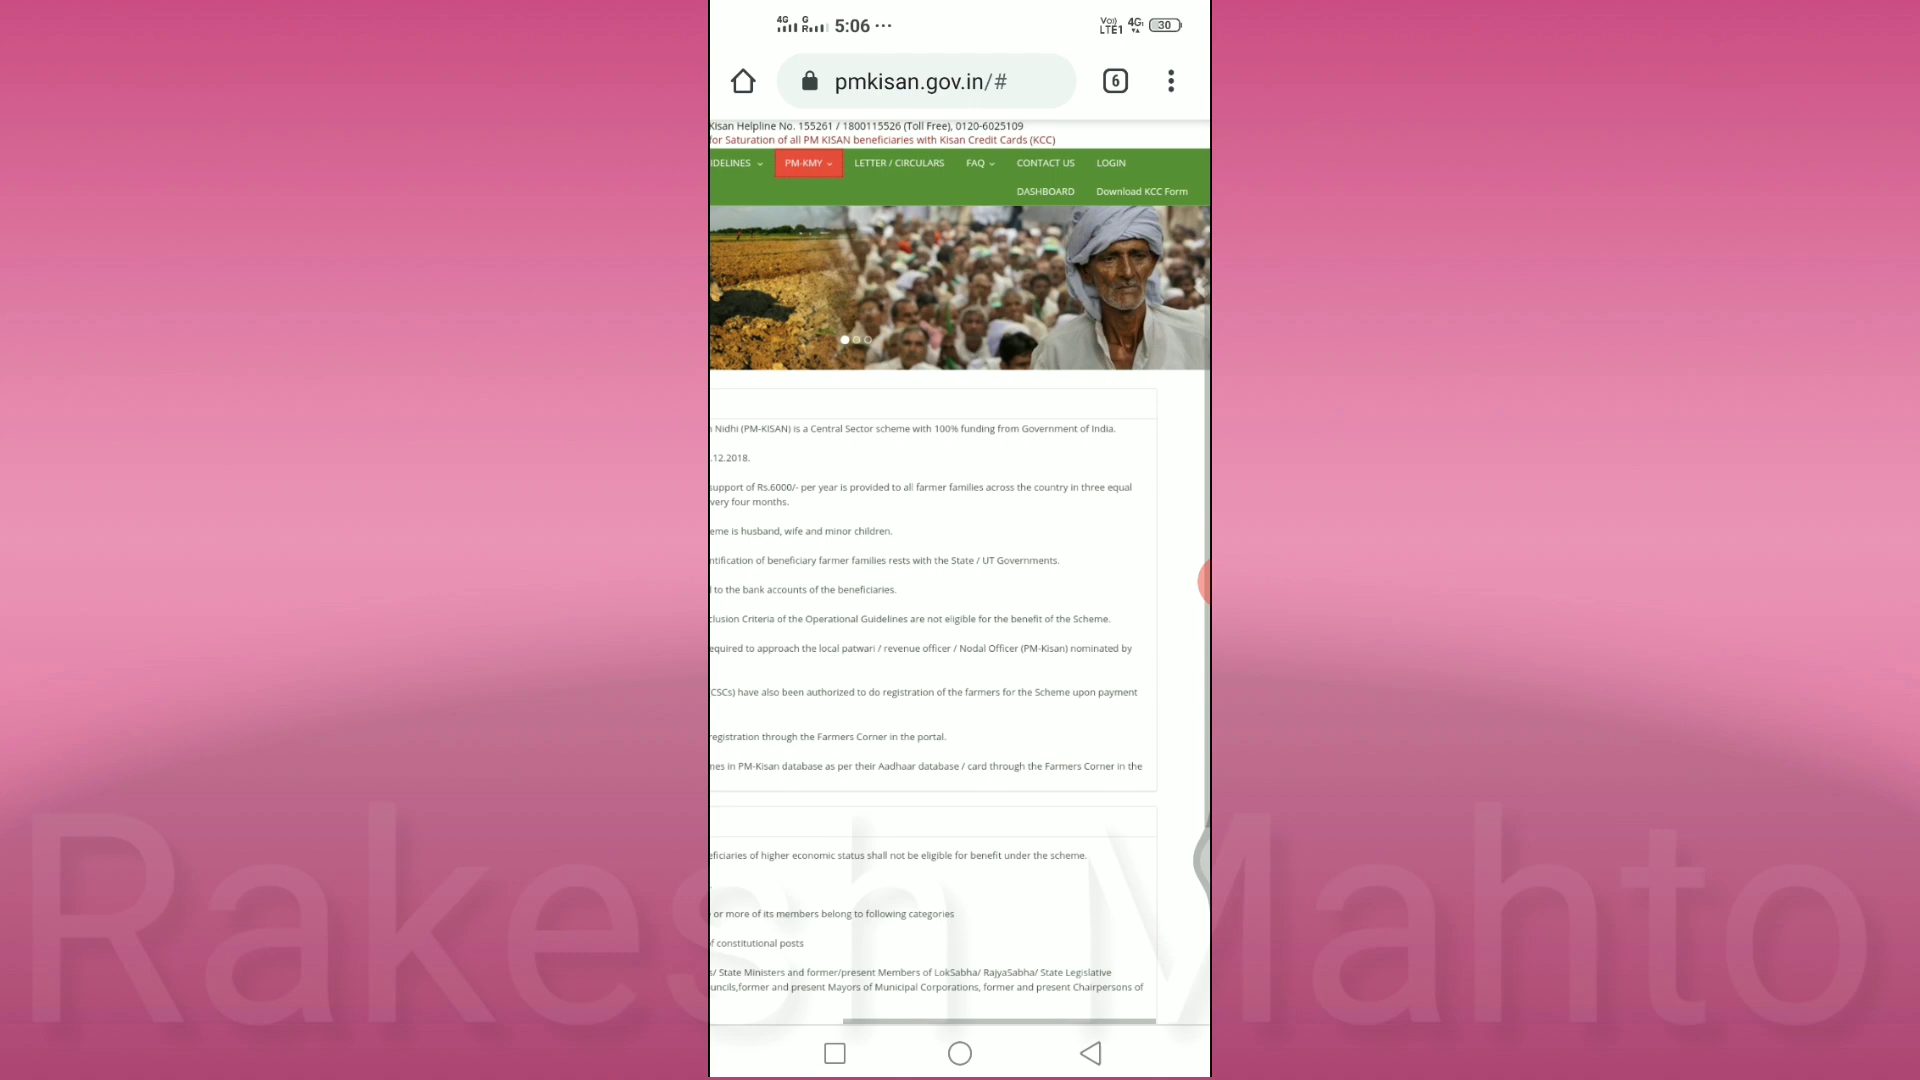 4G G R 5:06 ··· Vo)) LTE1 4G 30
pmkisan.gov.in/# 6
Kisan Helpline No. 155261 / 1800115526 (Toll Free), 0120-6025109
for Saturation of all PM KISAN beneficiaries with Kisan Credit Cards (KCC)
IDELINES PM-KMY LETTER / CIRCULARS FAQ CONTACT US LOGIN
DASHBOARD Download KCC Form
Nidhi (PM-KISAN) is a Central Sector scheme with 100% funding from Government of India.
.12.2018.
support of Rs.6000/- per year is provided to all farmer families across the country in three equal
very four months.
eme is husband, wife and minor children.
ntification of beneficiary farmer families rests with the State / UT Governments.
to the bank accounts of the beneficiaries.
clusion Criteria of the Operational Guidelines are not eligible for the benefit of the Scheme.
equired to approach the local patwari / revenue officer / Nodal Officer (PM-Kisan) nominated by
CSCs) have also been authorized to do registration of the farmers for the Scheme upon payment
registration through the Farmers Corner in the portal.
nes in PM-Kisan database as per their Aadhaar database / card through the Farmers Corner in the
eficiaries of higher economic status shall not be eligible for benefit under the scheme.
or more of its members belong to following categories
f constitutional posts
s/ State Ministers and former/present Members of LokSabha/ RajyaSabha/ State Legislative
uncils,former and present Mayors of Municipal Corporations, former and present Chairpersons of
Rakesh Mahto